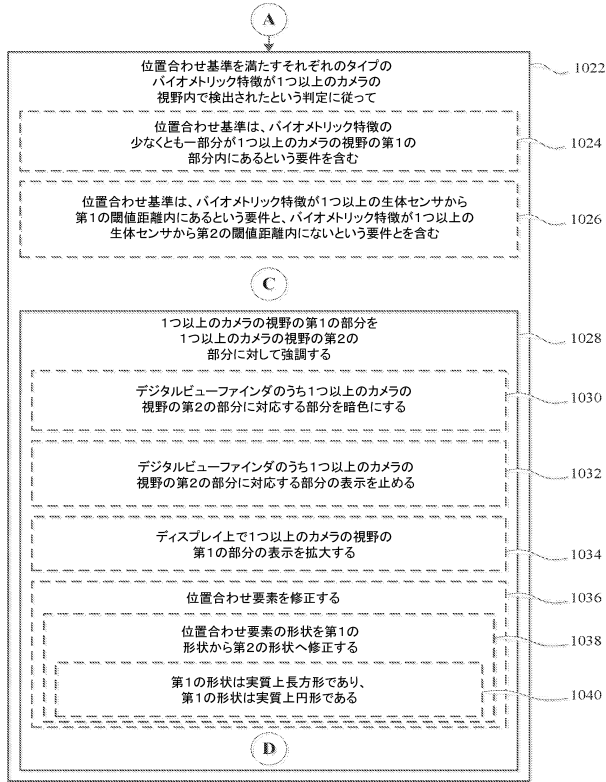 A
位置合わせ基準を満たすそれぞれのタイプの
バイオメトリック特徴が1つ以上のカメラの
視野内で検出されたという判定に従って
1022
位置合わせ基準は、バイオメトリック特徴の
少なくとも一部分が1つ以上のカメラの視野の第1の
部分内にあるという要件を含む
1024
位置合わせ基準は、バイオメトリック特徴が1つ以上の生体センサから
第1の閾値距離内にあるという要件と、バイオメトリック特徴が1つ以上の
生体センサから第2の閾値距離内にないという要件とを含む
1026
C
1つ以上のカメラの視野の第1の部分を
1つ以上のカメラの視野の第2の
部分に対して強調する
1028
デジタルビューファインダのうち1つ以上のカメラの
視野の第2の部分に対応する部分を暗色にする
1030
デジタルビューファインダのうち1つ以上のカメラの
視野の第2の部分に対応する部分の表示を止める
1032
ディスプレイ上で1つ以上のカメラの視野の
第1の部分の表示を拡大する
1034
位置合わせ要素を修正する
1036
位置合わせ要素の形状を第1の
形状から第2の形状へ修正する
1038
第1の形状は実質上長方形であり、
第1の形状は実質上円形である
1040
D